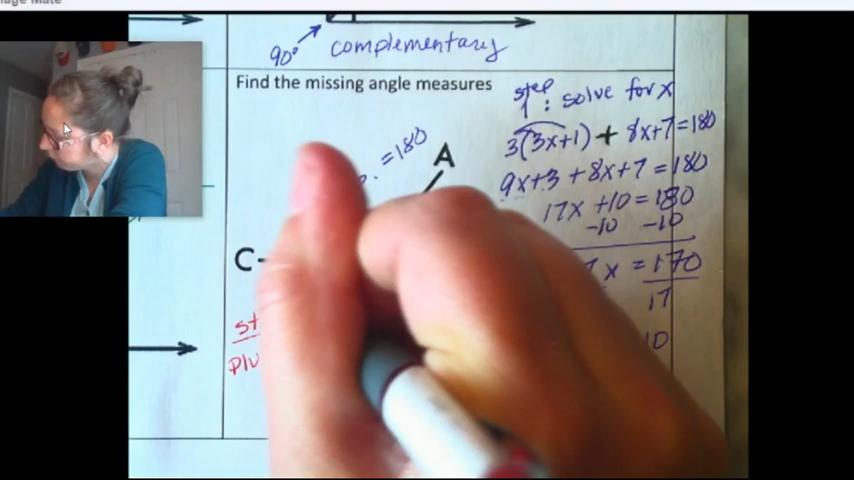 90° complementary
Find the missing angle measures
step
1 : solve for x
3(3x+1) + 8x+7=180
9x+3 + 8x+7 = 180
17x +10 = 180
-10 -10
x = 170
17
10
= 180
A
C